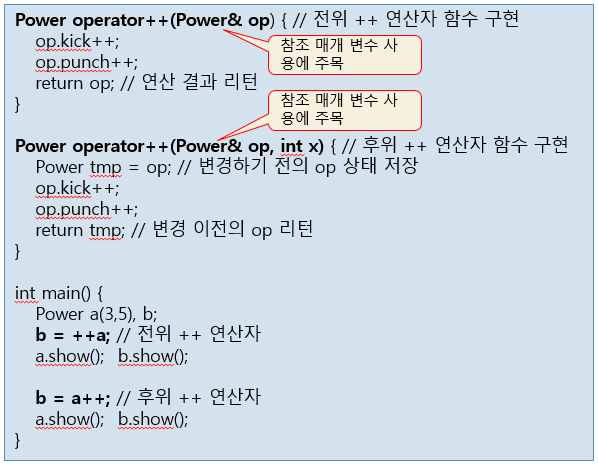 Power operator++(Power& op) { // 전위 ++ 연산자 함수 구현
op.kick++;
op.punch++;
return op; // 연산 결과 리턴
}
참조 매개 변수 사
용에 주목
참조 매개 변수 사
용에 주목
Power operator++(Power& op, int x) { // 후위 ++ 연산자 함수 구현
Power tmp = op; // 변경하기 전의 op 상태 저장
op.kick++;
op.punch++;
return tmp; // 변경 이전의 op 리턴
}
int main() {
Power a(3,5), b;
b = ++a; // 전위 ++ 연산자
a.show(); b.show();
b = a++; // 후위 ++ 연산자
a.show(); b.show();
}